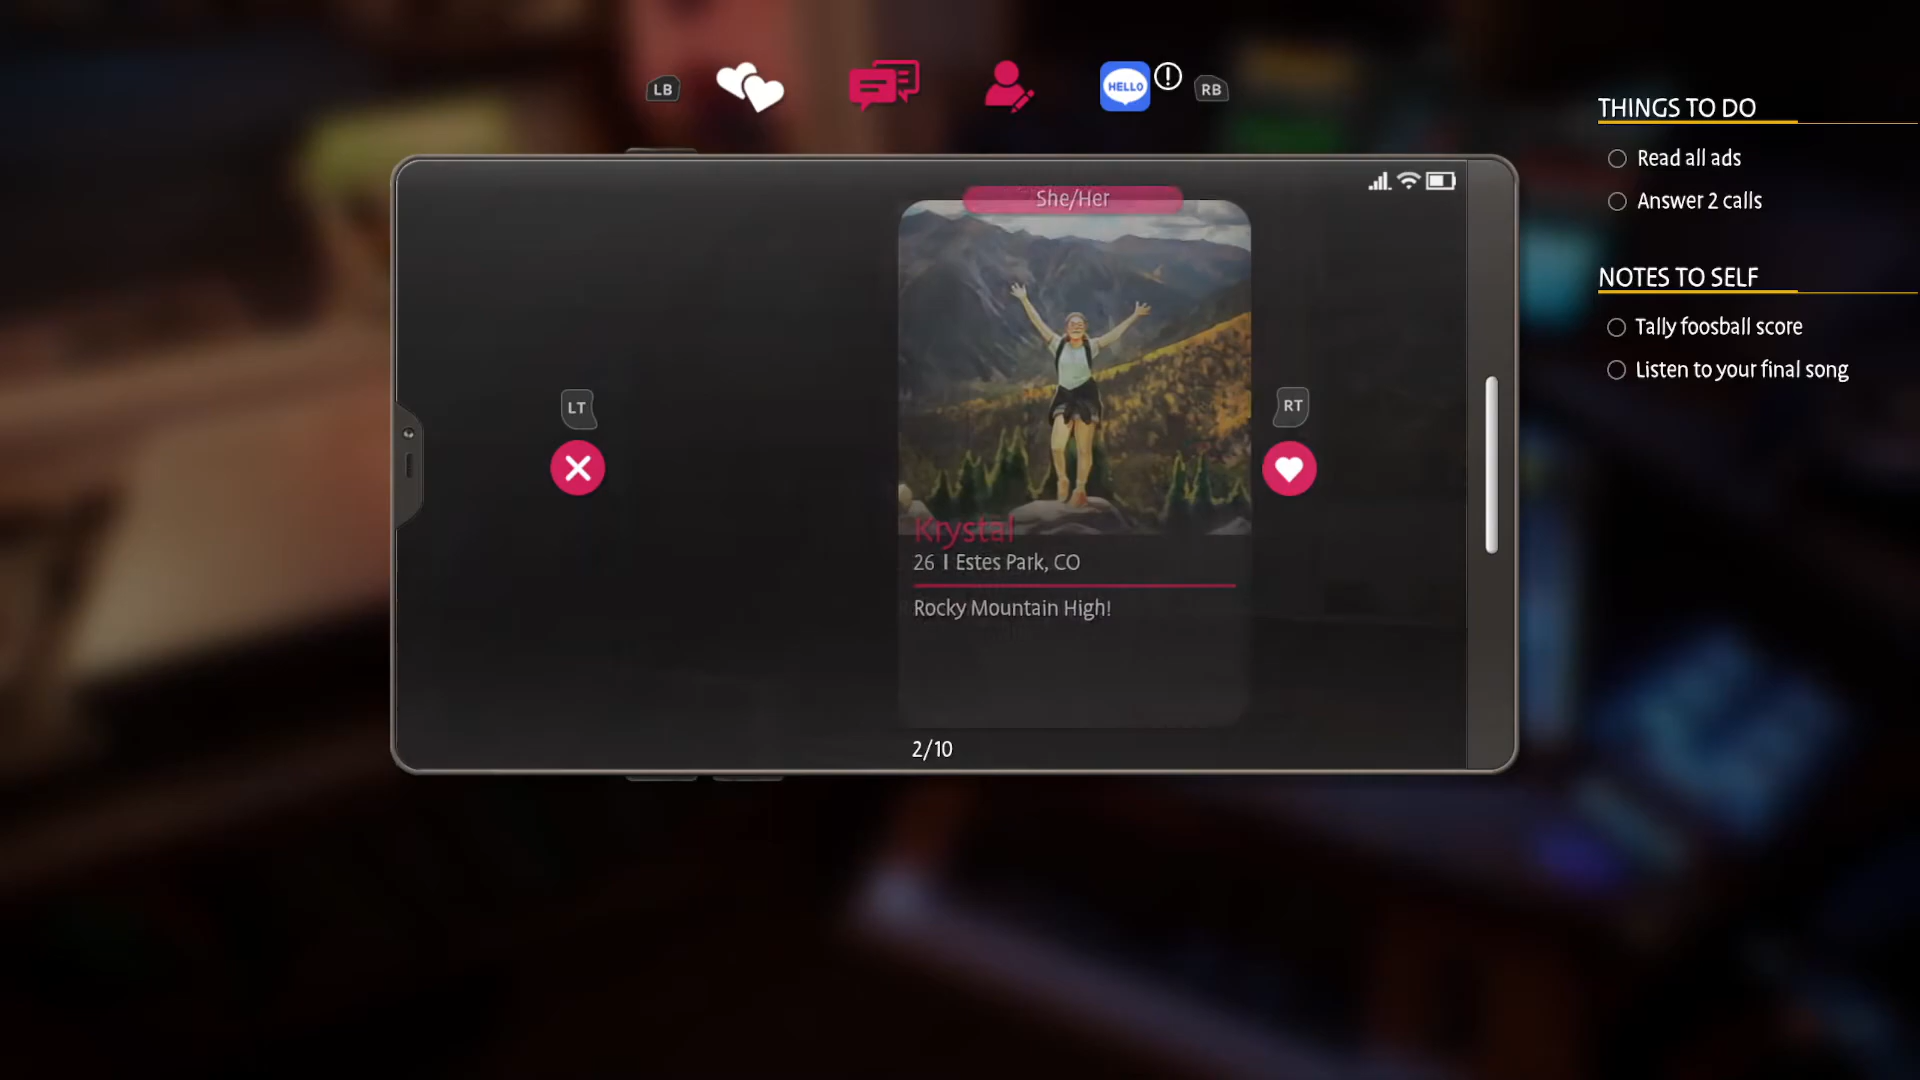 LB
HELLO
!
RB
She/Her
LT
RT
Krystal
26 | Estes Park, CO
Rocky Mountain High!
2/10
THINGS TO DO
Read all ads
Answer 2 calls
NOTES TO SELF
Tally foosball score
Listen to your final song